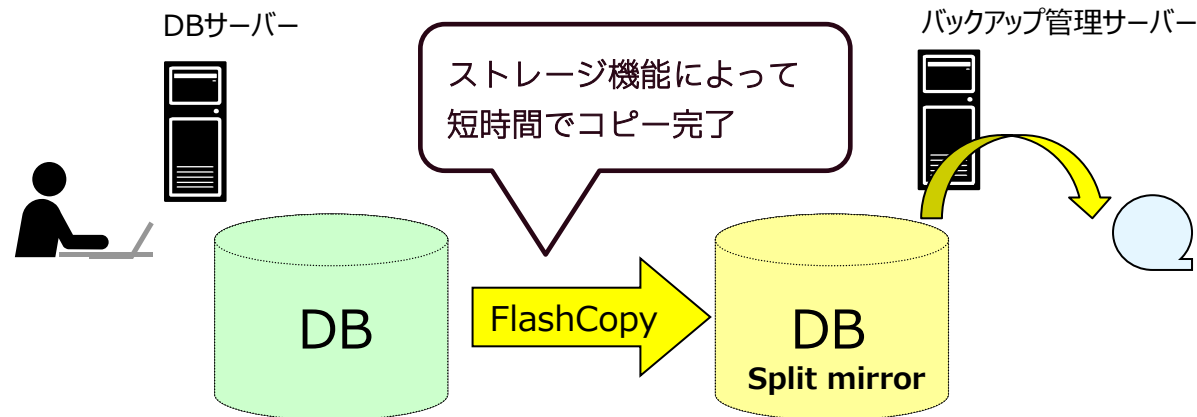 DBサーバー
バックアップ管理サーバー
ストレージ機能によって
短時間でコピー完了
DB
FlashCopy
DB
Split mirror